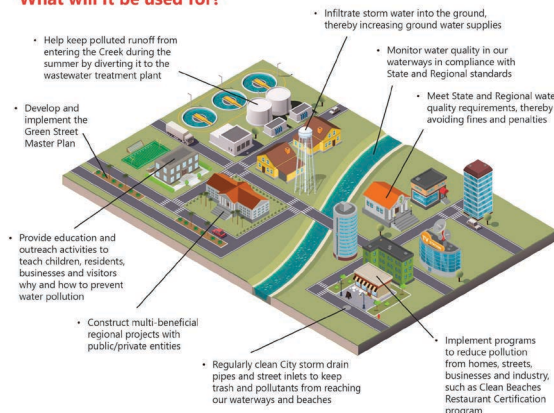 What will it be used for?
• Infiltrate storm water into the ground,
thereby increasing ground water supplies
• Help keep polluted runoff from
entering the Creek during the
summer by diverting it to the
wastewater treatment plant
• Monitor water quality in our
waterways in compliance with
State and Regional standards
• Develop and
implement the
Green Street
Master Plan
• Meet State and Regional wate
quality requirements, thereby
avoiding fines and penalties
• Provide education and
outreach activities to
teach children, residents,
businesses and visitors
why and how to prevent
water pollution
• Construct multi-beneficial
regional projects with
public/private entities
• Regularly clean City storm drain
pipes and street inlets to keep
trash and pollutants from reaching
our waterways and beaches
• Implement programs
to reduce pollution
from homes, streets,
businesses and industry,
such as Clean Beaches
Restaurant Certification
program